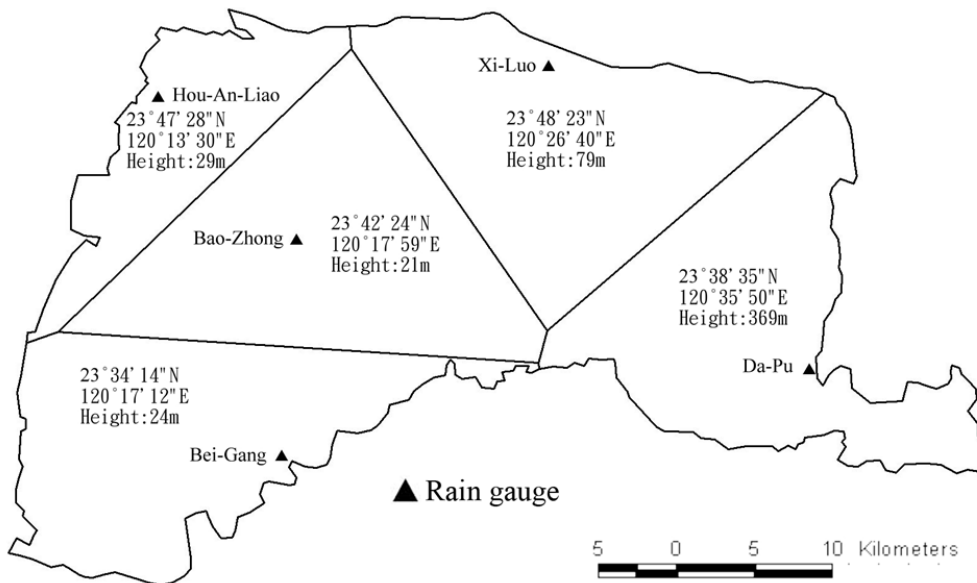 Xi-Luo
Hou-An-Liao
23°47'28"N
120°13'30"E
Height:29m
23°48'23"N
120°26'40"E
Height:79m
Bao-Zhong
23°42'24"N
120°17'59"E
Height:21m
23°38'35"N
120°35'50"E
Height:369m
Da-Pu
23°34'14"N
120°17'12"E
Height:24m
Bei-Gang
Rain gauge
5 0 5 10 Kilometers